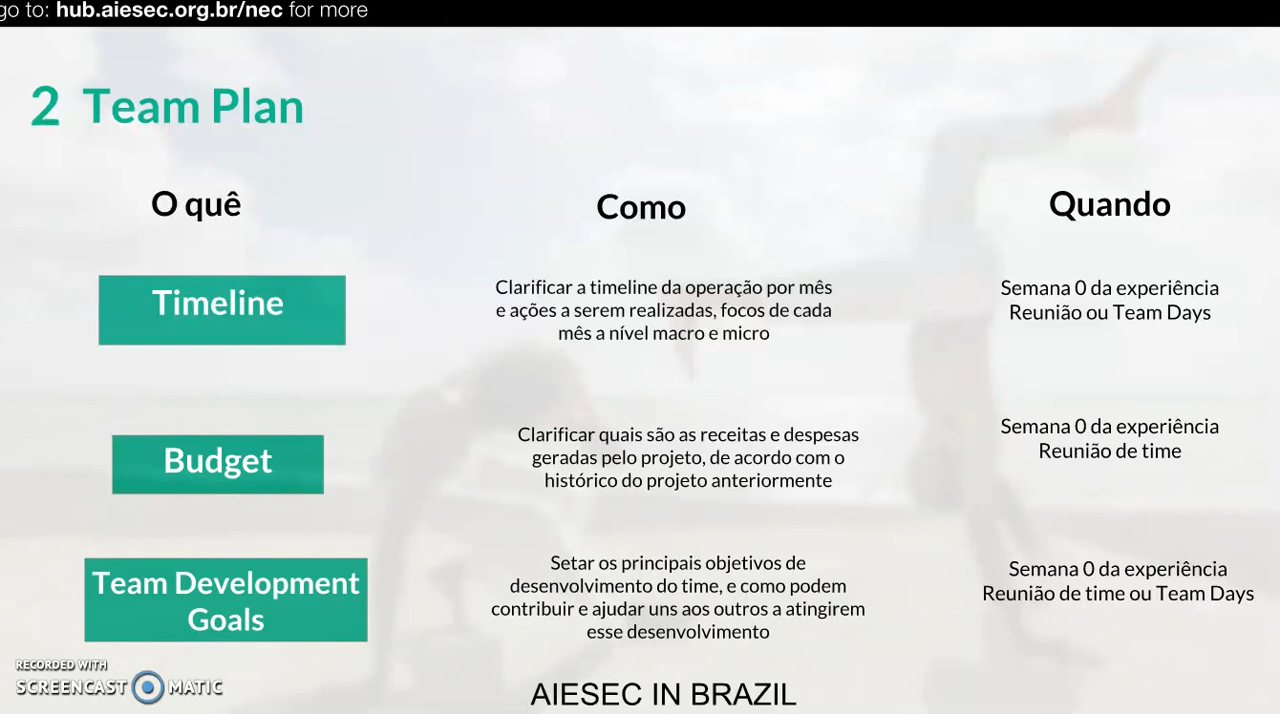 go to: hub.aiesec.org.br/nec for more
2 Team Plan
O quê
Como
Quando
Timeline
Clarificar a timeline da operação por mês
e ações a serem realizadas, focos de cada
mês a nível macro e micro
Semana 0 da experiência
Reunião ou Team Days
Budget
Clarificar quais são as receitas e despesas
geradas pelo projeto, de acordo com o
histórico do projeto anteriormente
Semana 0 da experiência
Reunião de time
Team Development
Goals
Setar os principais objetivos de
desenvolvimento do time, e como podem
contribuir e ajudar uns aos outros a atingirem
esse desenvolvimento
Semana 0 da experiência
Reunião de time ou Team Days
RECORDED WITH
SCREENCAST MATIC
AIESEC IN BRAZIL